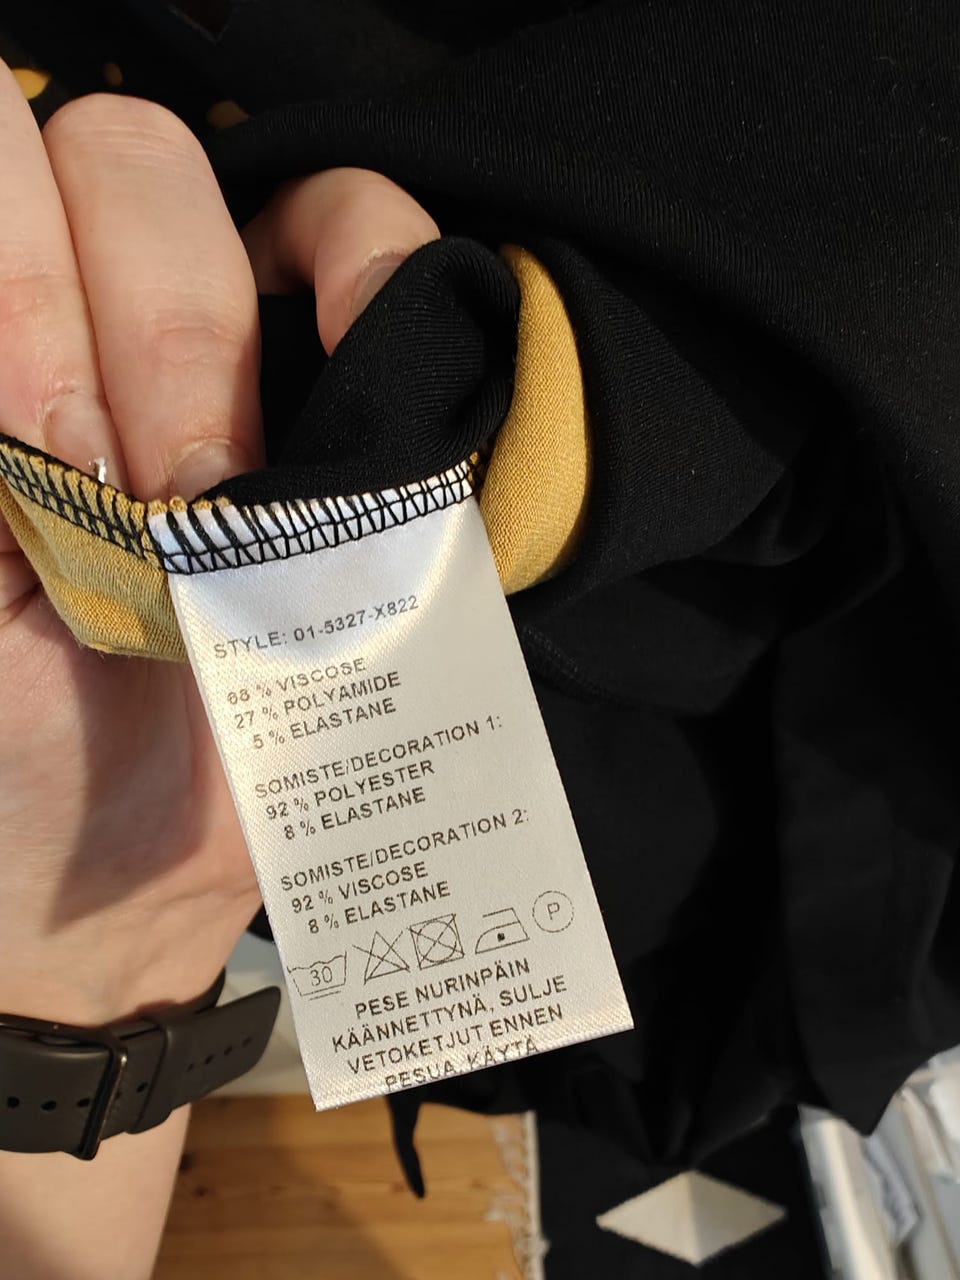 STYLE: 01-5327-X822
68 % VISCOSE
27 % POLYAMIDE
5 % ELASTANE
SOMISTE/DECORATION 1:
92 % POLYESTER
8 % ELASTANE
SOMISTE/DECORATION 2:
92 % VISCOSE
8 % ELASTANE
30 P
PESE NURINPÄIN
KÄÄNNETTYNÄ, SULJE
VETOKETJUT ENNEN
PESUA. KÄYTÄ